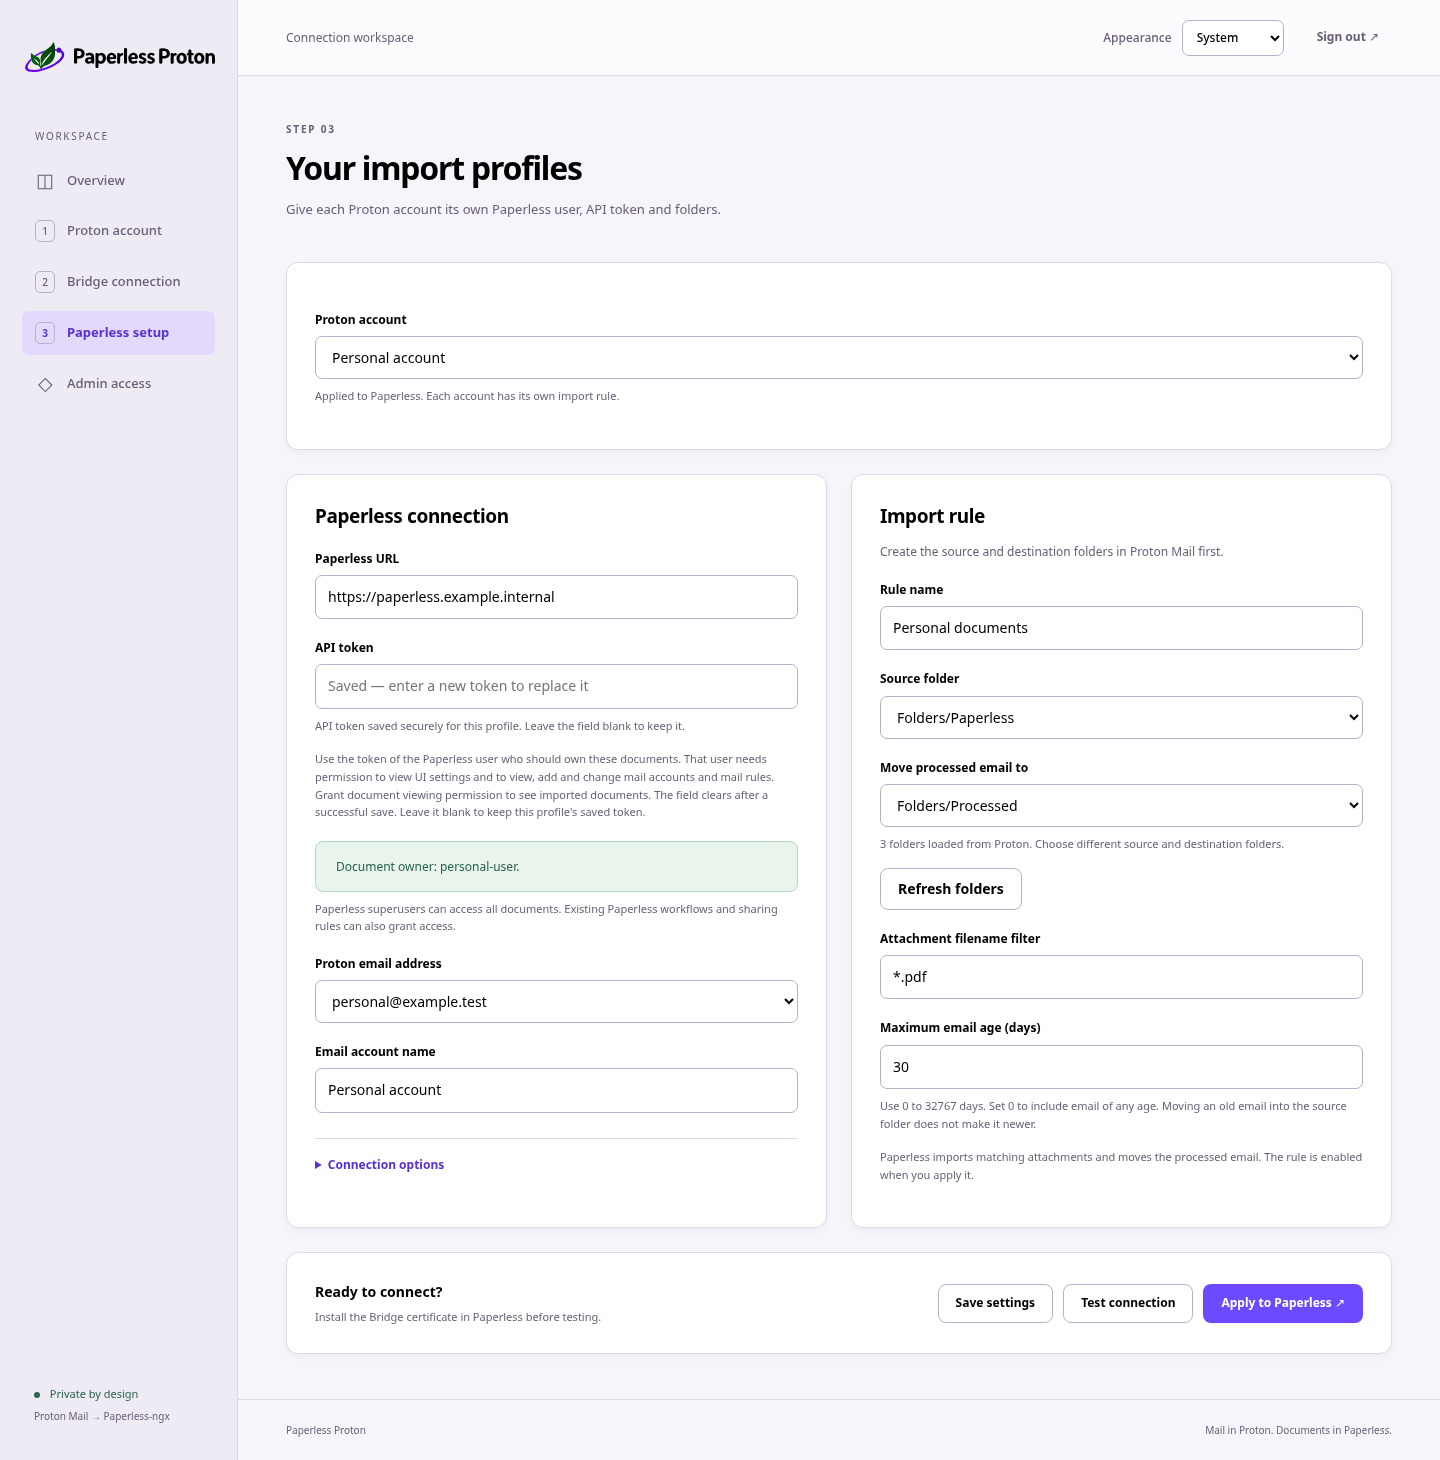 Paperless Proton
WORKSPACE
Overview
1 Proton account
2 Bridge connection
3 Paperless setup
Admin access
Private by design
Proton Mail → Paperless-ngx
Connection workspace
Appearance System Sign out ↗
STEP 03
Your import profiles
Give each Proton account its own Paperless user, API token and folders.
Proton account
Personal account
Applied to Paperless. Each account has its own import rule.
Paperless connection
Paperless URL
https://paperless.example.internal
API token
Saved — enter a new token to replace it
API token saved securely for this profile. Leave the field blank to keep it.
Use the token of the Paperless user who should own these documents. That user needs
permission to view UI settings and to view, add and change mail accounts and mail rules.
Grant document viewing permission to see imported documents. The field clears after a
successful save. Leave it blank to keep this profile's saved token.
Document owner: personal-user.
Paperless superusers can access all documents. Existing Paperless workflows and sharing
rules can also grant access.
Proton email address
personal@example.test
Email account name
Personal account
Connection options
Import rule
Create the source and destination folders in Proton Mail first.
Rule name
Personal documents
Source folder
Folders/Paperless
Move processed email to
Folders/Processed
3 folders loaded from Proton. Choose different source and destination folders.
Refresh folders
Attachment filename filter
*.pdf
Maximum email age (days)
30
Use 0 to 32767 days. Set 0 to include email of any age. Moving an old email into the source
folder does not make it newer.
Paperless imports matching attachments and moves the processed email. The rule is enabled
when you apply it.
Ready to connect?
Install the Bridge certificate in Paperless before testing.
Save settings Test connection Apply to Paperless ↗
Paperless Proton
Mail in Proton. Documents in Paperless.